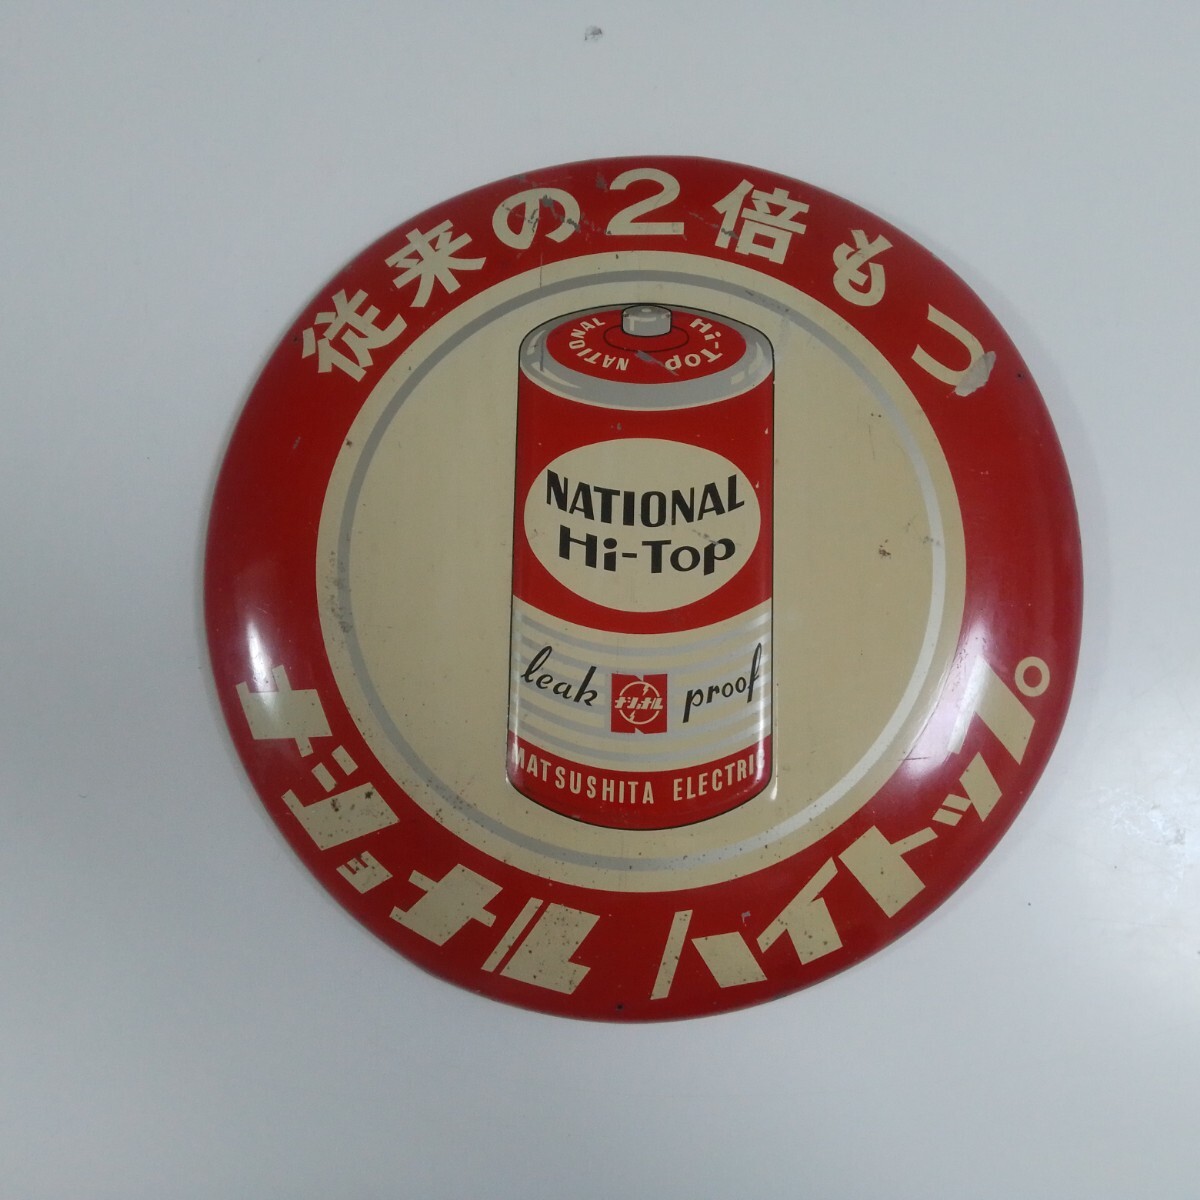 従来の2倍もつ
NATIONAL Hi-Top
NATIONAL
Hi-Top
leak ナショナル proof
MATSUSHITA ELECTRIC
ナショナル ハイトップ